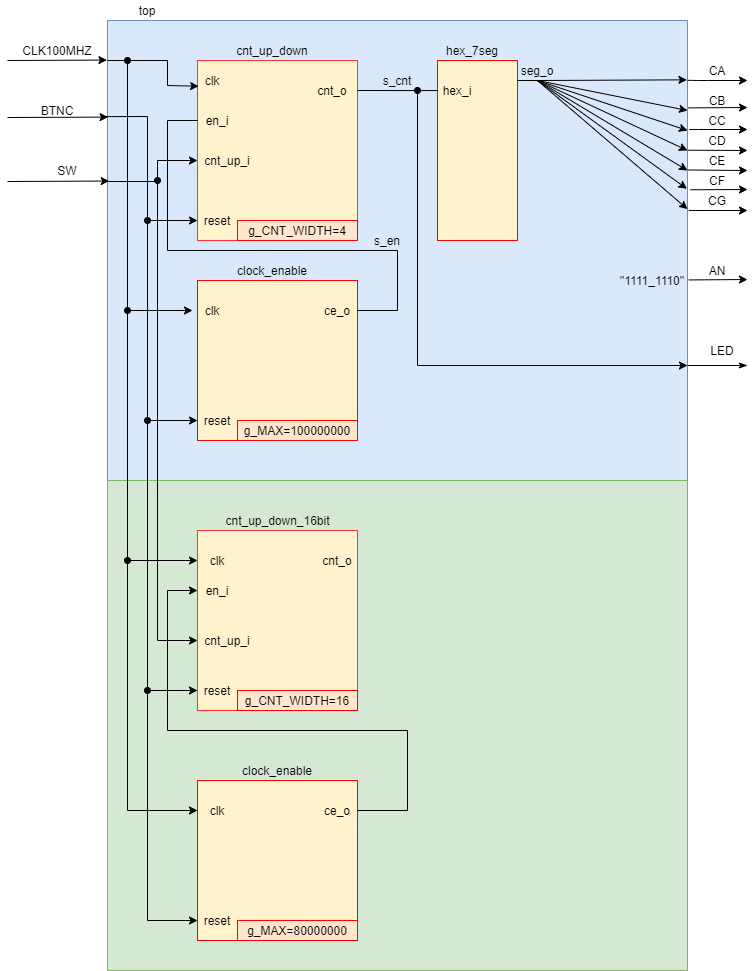 top
CLK100MHZ
BTNC
SW
cnt_up_down
clk
cnt_o
en_i
cnt_up_i
reset
g_CNT_WIDTH=4
s_cnt
hex_7seg
hex_i
seg_o
CA
CB
CC
CD
CE
CF
CG
s_en
"1111_1110"
AN
LED
clock_enable
clk
ce_o
reset
g_MAX=100000000
cnt_up_down_16bit
clk
cnt_o
en_i
cnt_up_i
reset
g_CNT_WIDTH=16
clock_enable
clk
ce_o
reset
g_MAX=80000000